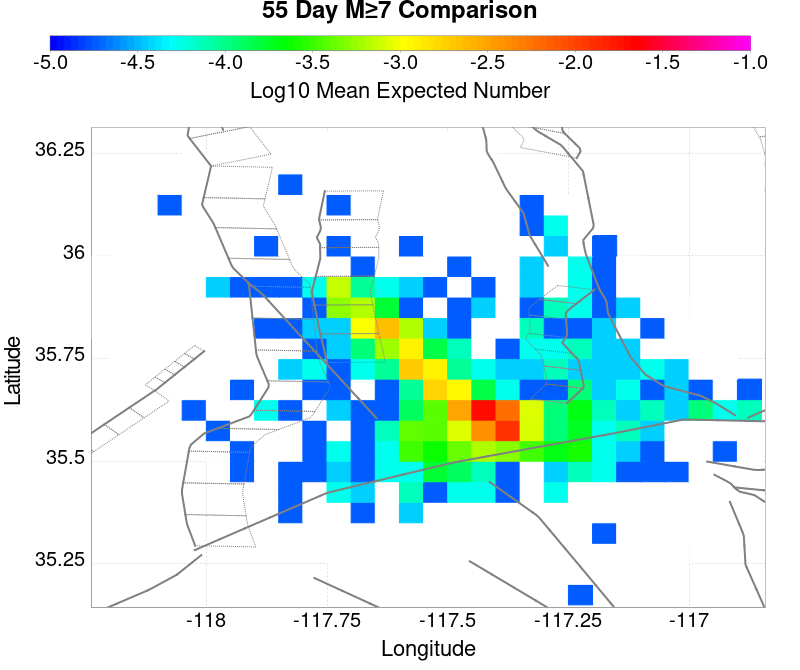 55 Day M≥7 Comparison
-5.0 -4.5 -4.0 -3.5 -3.0 -2.5 -2.0 -1.5 -1.0
Log10 Mean Expected Number
36.25
36
35.75
35.5
35.25
Latitude
-118 -117.75 -117.5 -117.25 -117
Longitude